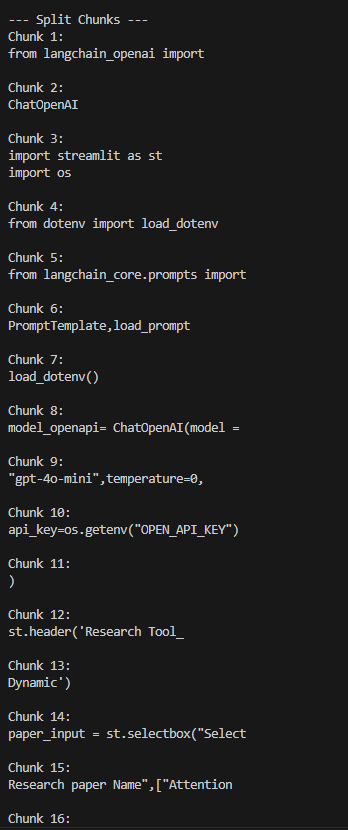 --- Split Chunks ---
Chunk 1:
from langchain_openai import
Chunk 2:
ChatOpenAI
Chunk 3:
import streamlit as st
import os
Chunk 4:
from dotenv import load_dotenv
Chunk 5:
from langchain_core.prompts import
Chunk 6:
PromptTemplate,load_prompt
Chunk 7:
load_dotenv()
Chunk 8:
model_openapi= ChatOpenAI(model =
Chunk 9:
"gpt-4o-mini",temperature=0,
Chunk 10:
api_key=os.getenv("OPEN_API_KEY")
Chunk 11:
)
Chunk 12:
st.header('Research Tool_
Chunk 13:
Dynamic')
Chunk 14:
paper_input = st.selectbox("Select
Chunk 15:
Research paper Name",["Attention
Chunk 16: